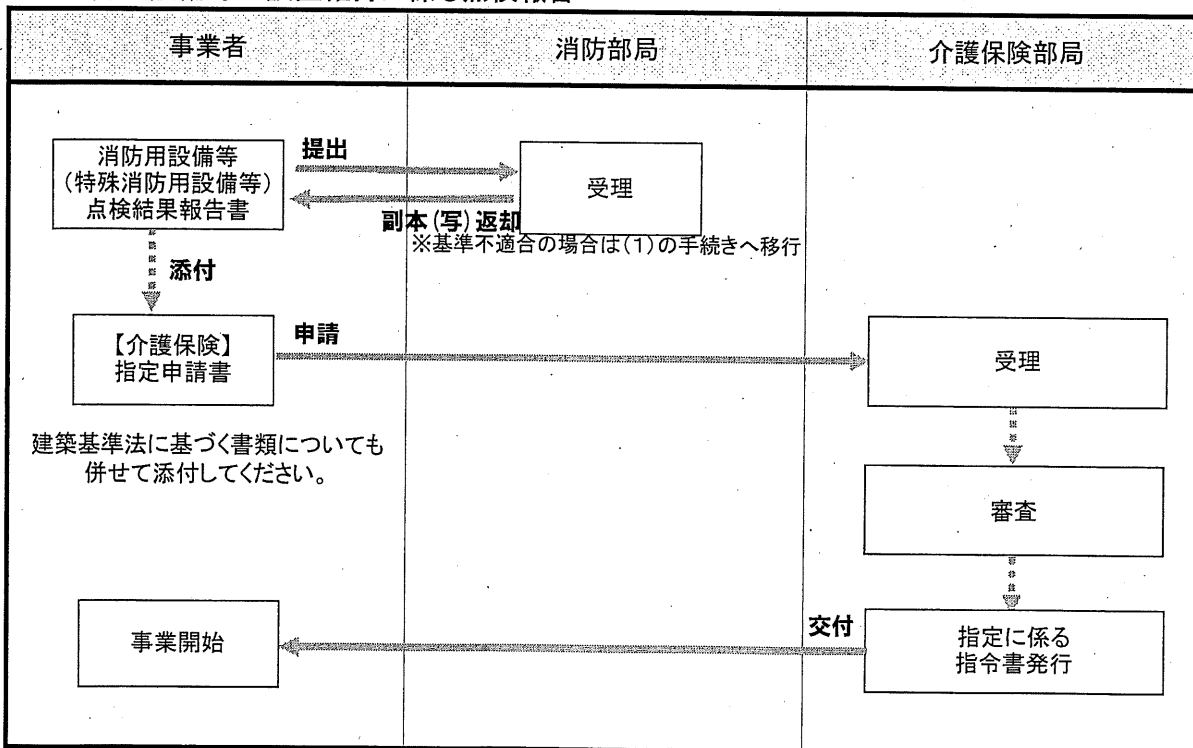 事業者
消防部局
介護保険部局
消防用設備等
(特殊消防用設備等)
点検結果報告書
提出
受理
副本(写)返却
※基準不適合の場合は(1)の手続きへ移行
添付
【介護保険】
指定申請書
申請
受理
建築基準法に基づく書類についても
併せて添付してください。
審査
事業開始
交付
指定に係る
指令書発行